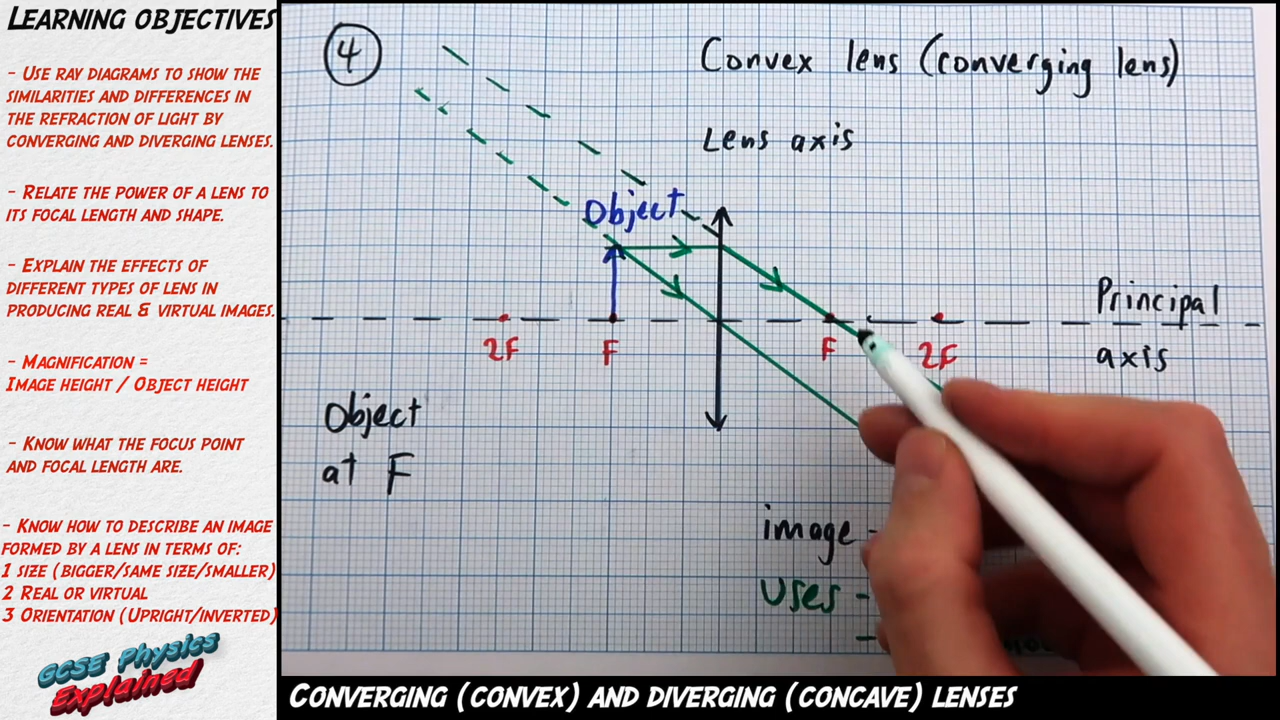 LEARNING OBJECTIVES
- USE RAY DIAGRAMS TO SHOW THE
SIMILARITIES AND DIFFERENCES IN
THE REFRACTION OF LIGHT BY
CONVERGING AND DIVERGING LENSES.
- RELATE THE POWER OF A LENS TO
ITS FOCAL LENGTH AND SHAPE.
- EXPLAIN THE EFFECTS OF
DIFFERENT TYPES OF LENS IN
PRODUCING REAL & VIRTUAL IMAGES.
- MAGNIFICATION =
IMAGE HEIGHT / OBJECT HEIGHT
- KNOW WHAT THE FOCUS POINT
AND FOCAL LENGTH ARE.
- KNOW HOW TO DESCRIBE AN IMAGE
FORMED BY A LENS IN TERMS OF:
1 SIZE (BIGGER/SAME SIZE/SMALLER)
2 REAL OR VIRTUAL
3 ORIENTATION (UPRIGHT/INVERTED)
GCSE Physics
Explained
4
Convex lens (converging lens)
Lens axis
Object
Principal
axis
2F F F 2F
Object
at F
image -
Uses -
-
CONVERGING (CONVEX) AND DIVERGING (CONCAVE) LENSES